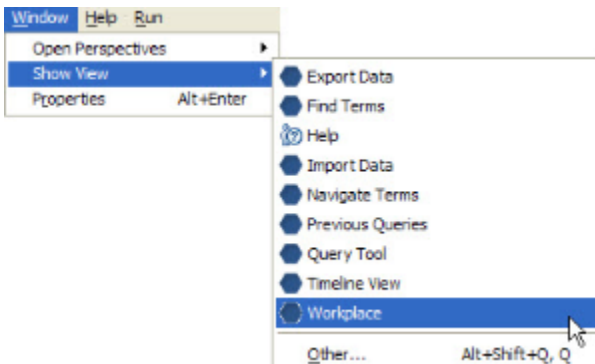 Window Help Run
Open Perspectives
Show View
Properties Alt+Enter
Export Data
Find Terms
Help
Import Data
Navigate Terms
Previous Queries
Query Tool
Timeline View
Workplace
Other... Alt+Shift+Q, Q